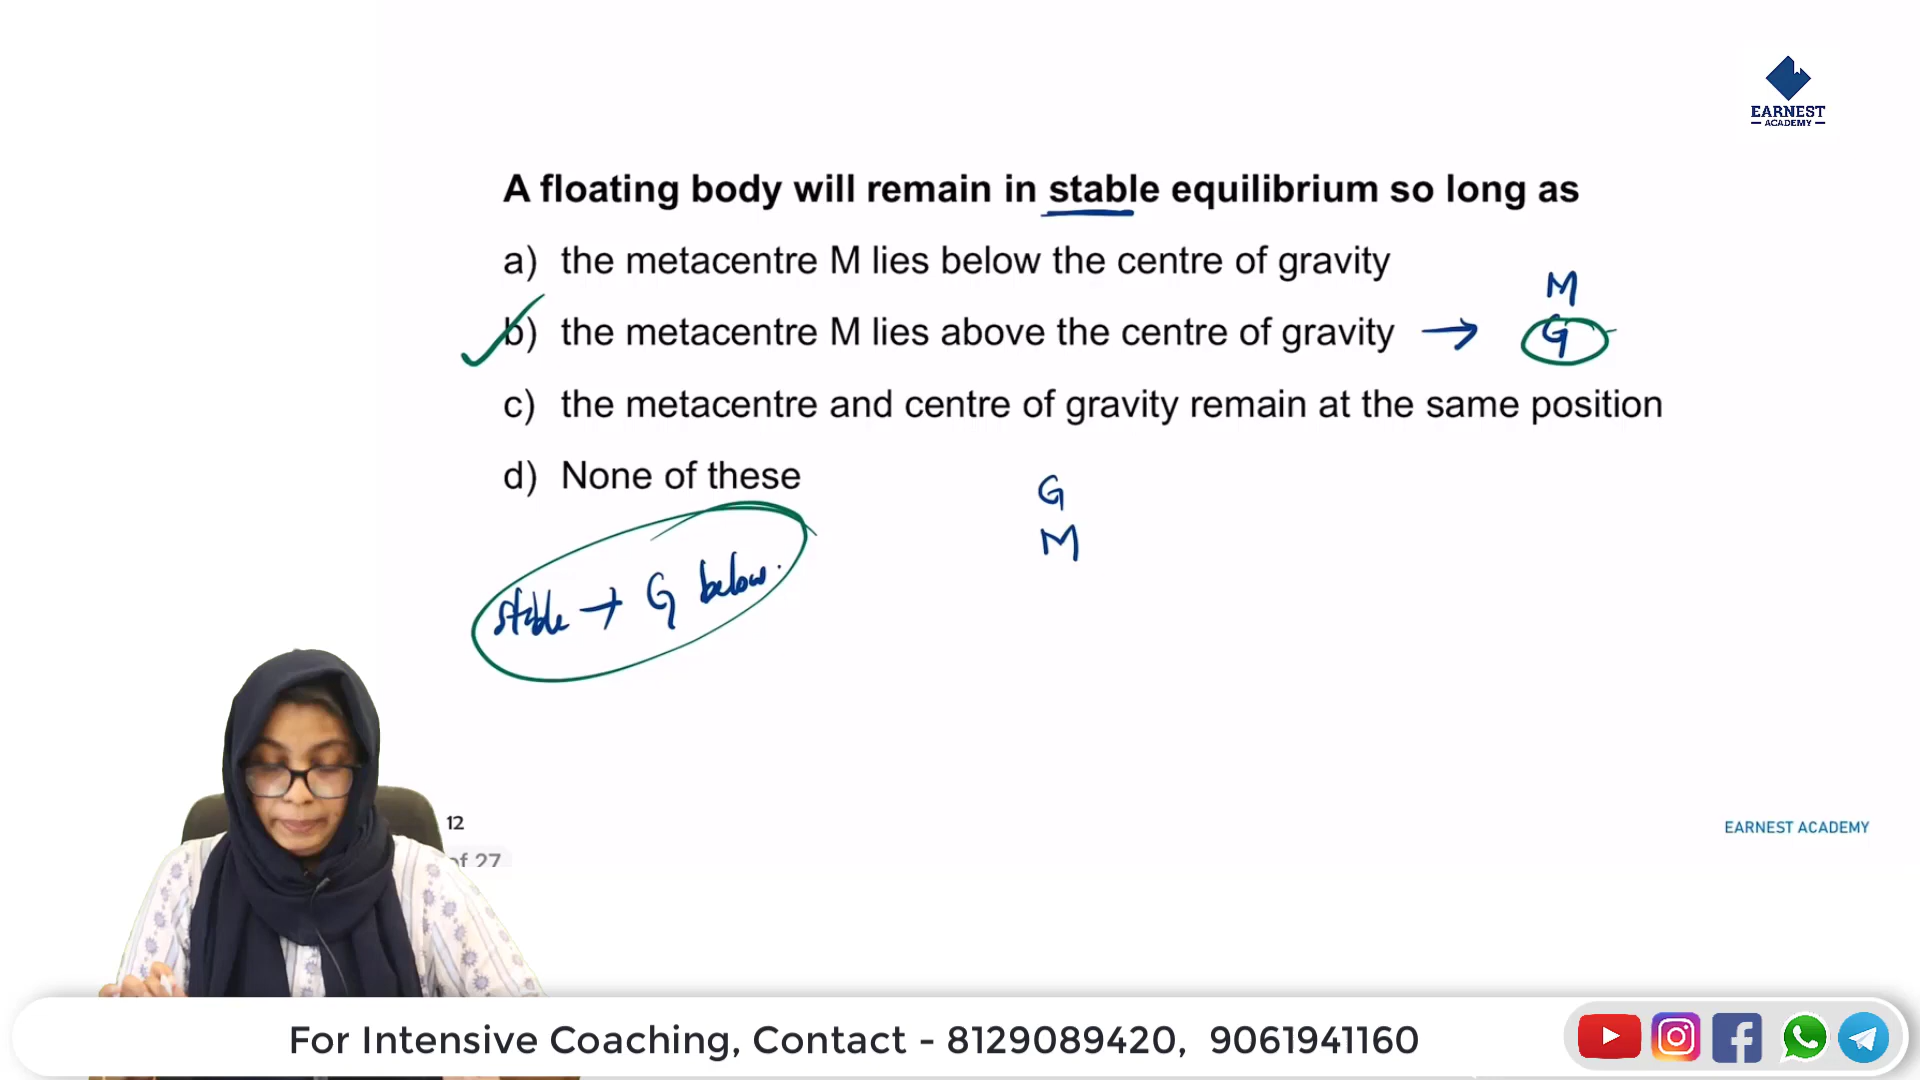 EARNEST
ACADEMY
A floating body will remain in stable equilibrium so long as
a) the metacentre M lies below the centre of gravity
M
b) the metacentre M lies above the centre of gravity → G
c) the metacentre and centre of gravity remain at the same position
d) None of these
G
M
stable → G below.
12
of 27
EARNEST ACADEMY
For Intensive Coaching, Contact - 8129089420, 9061941160